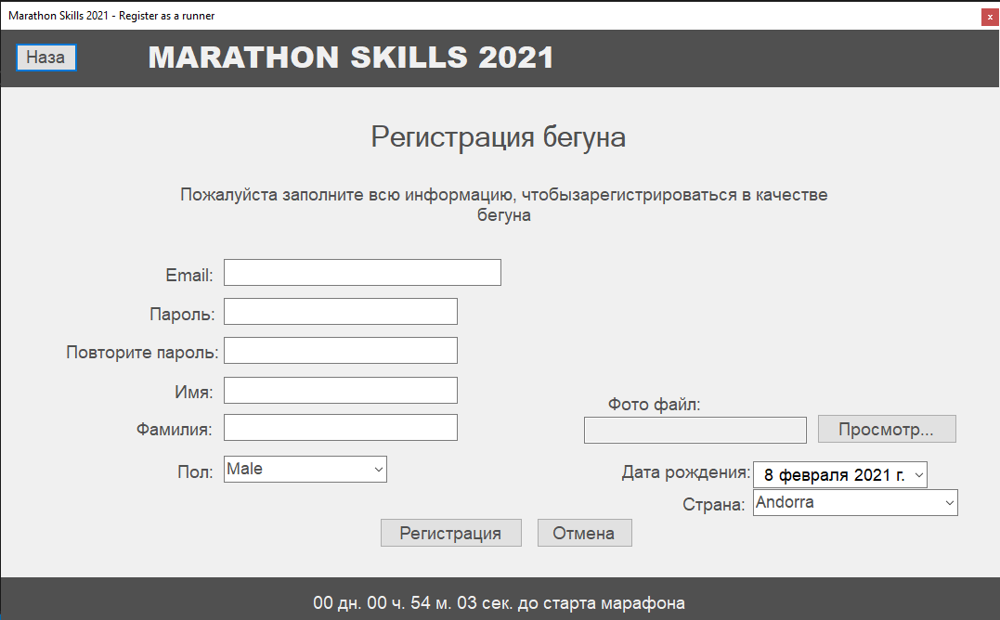 Marathon Skills 2021 - Register as a runner
x
Наза
MARATHON SKILLS 2021
Регистрация бегуна
Пожалуйста заполните всю информацию, чтобызарегистрироваться в качестве
бегуна
Email:
Пароль:
Повторите пароль:
Имя:
Фамилия:
Пол: Male
Фото файл:
Просмотр...
Дата рождения: 8 февраля 2021 г.
Страна: Andorra
Регистрация Отмена
00 дн. 00 ч. 54 м. 03 сек. до старта марафона